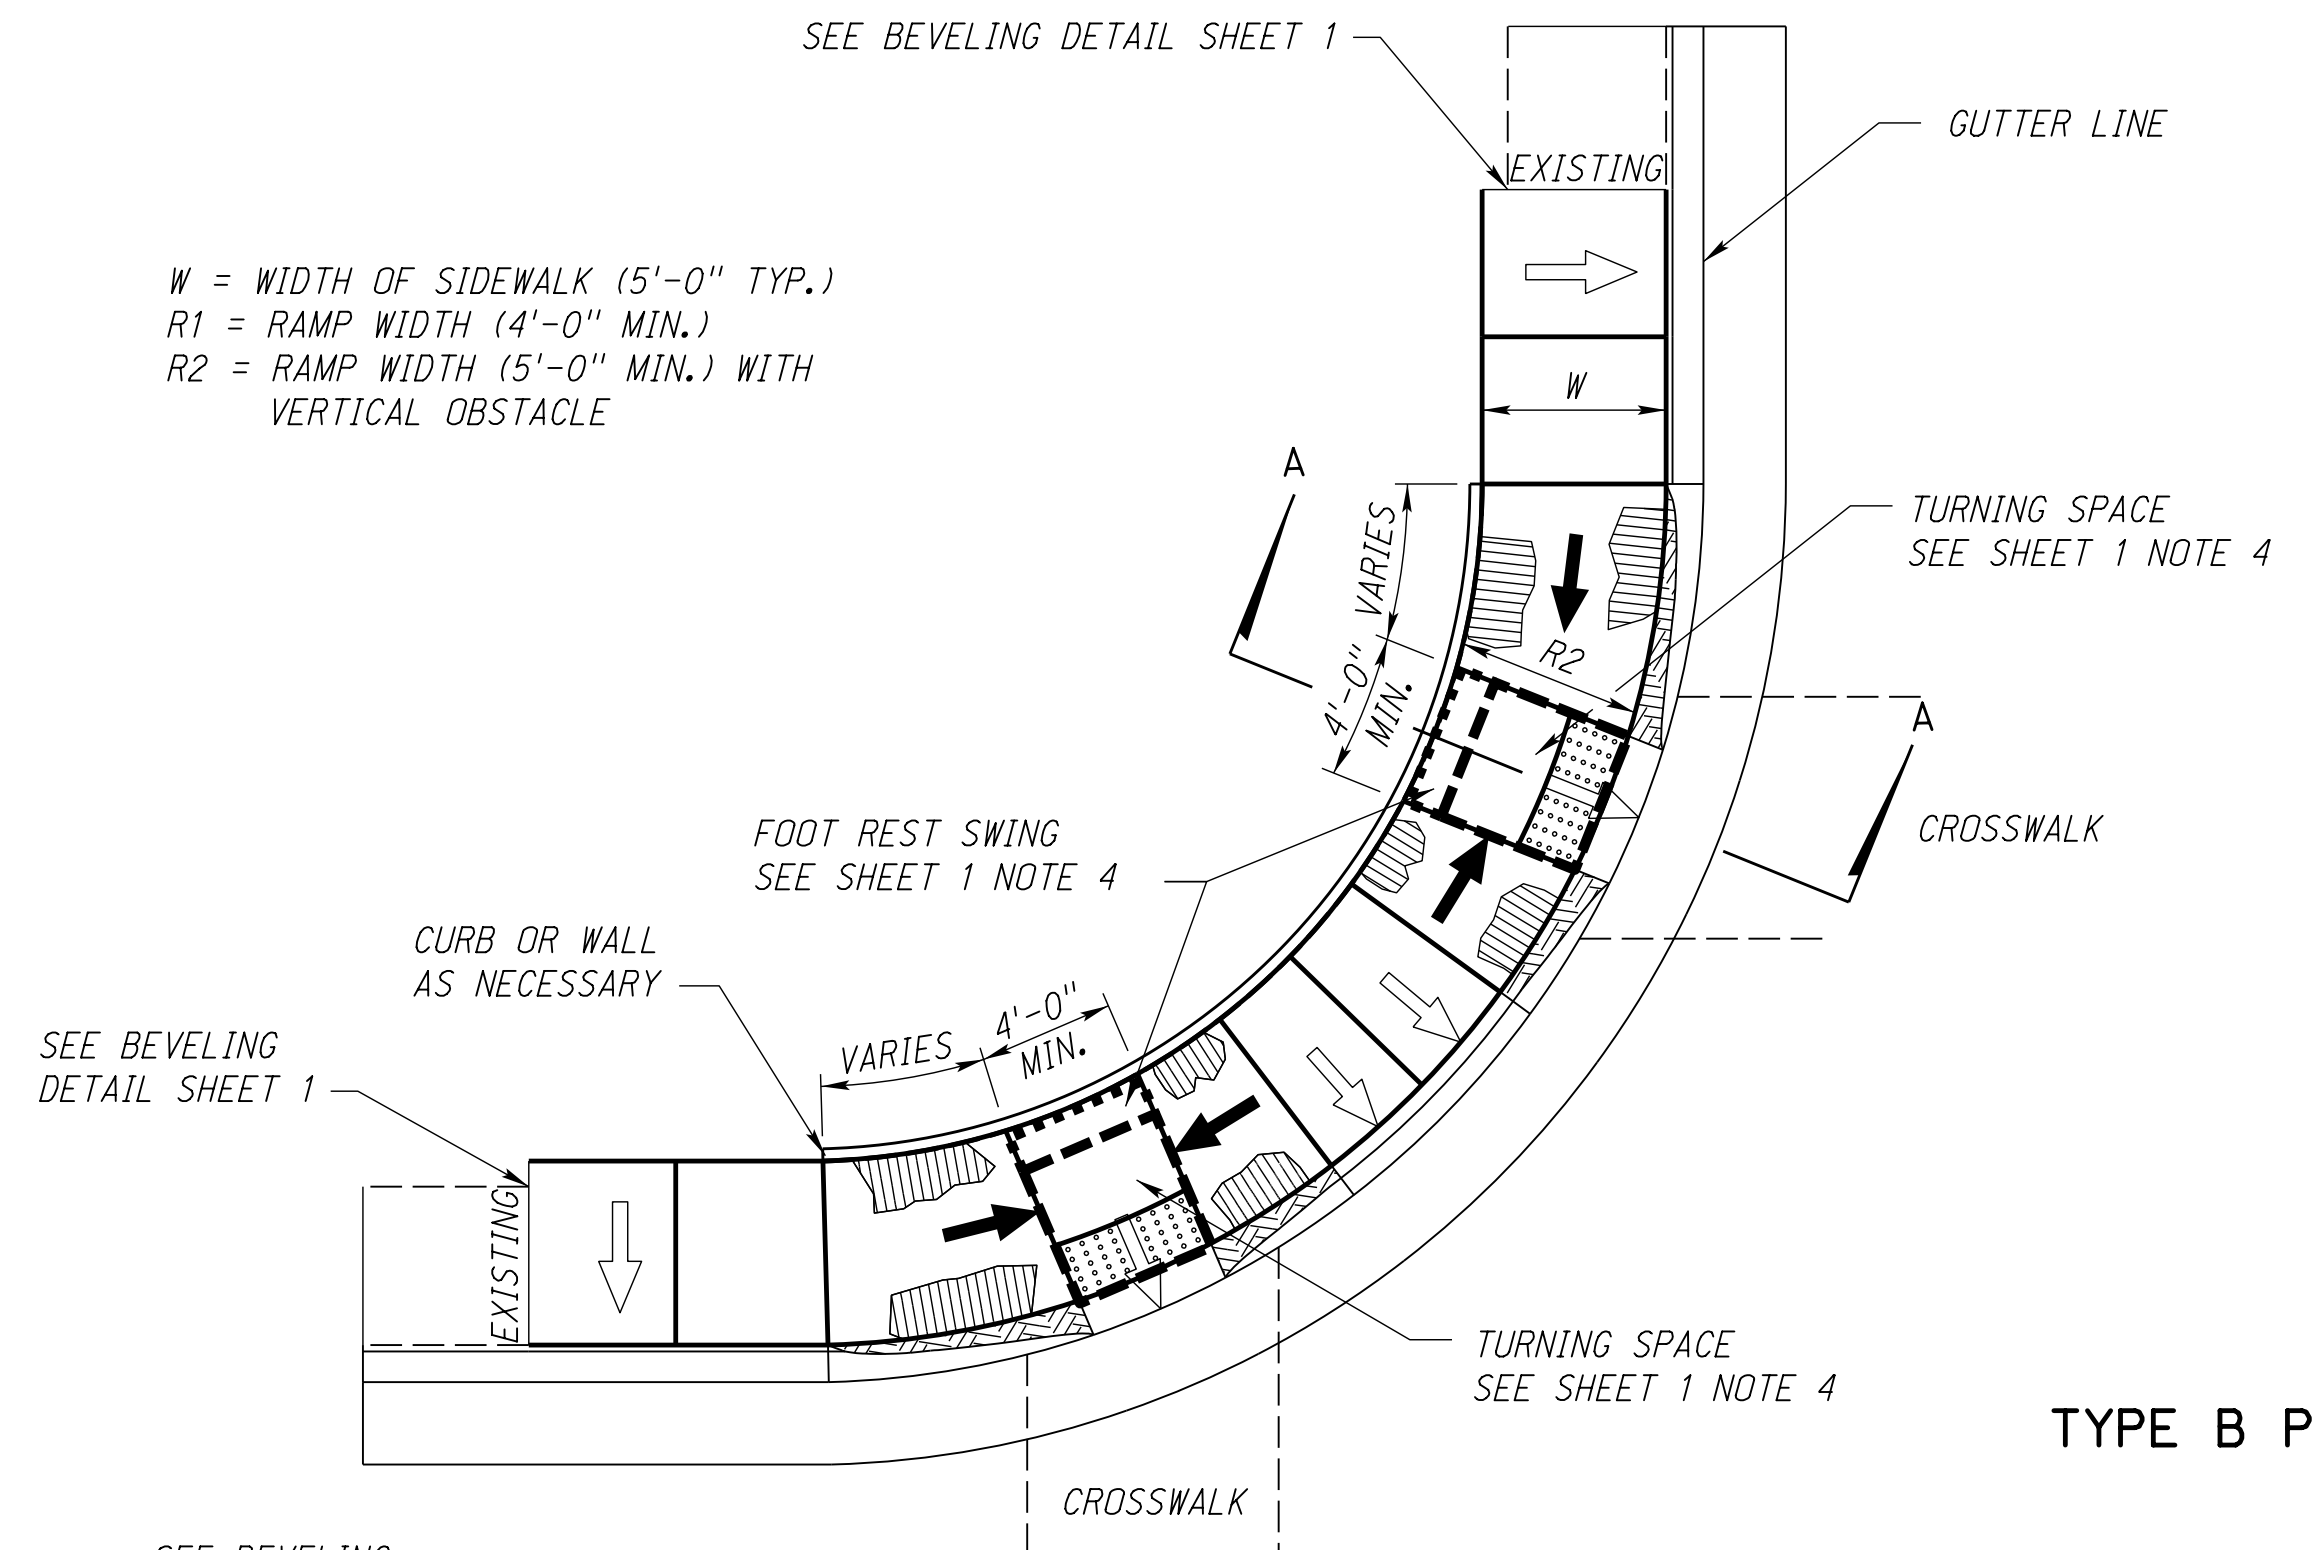 SEE BEVELING DETAIL SHEET 1
GUTTER LINE
EXISTING
W = WIDTH OF SIDEWALK (5'-0" TYP.)
R1 = RAMP WIDTH (4'-0" MIN.)
R2 = RAMP WIDTH (5'-0" MIN.) WITH
VERTICAL OBSTACLE
W
A
VARIES
TURNING SPACE
SEE SHEET 1 NOTE 4
R2
4'-0"
MIN.
A
CROSSWALK
FOOT REST SWING
SEE SHEET 1 NOTE 4
CURB OR WALL
AS NECESSARY
SEE BEVELING
DETAIL SHEET 1
VARIES
4'-0"
MIN.
EXISTING
TURNING SPACE
SEE SHEET 1 NOTE 4
TYPE B P
CROSSWALK
SEE BEVELING